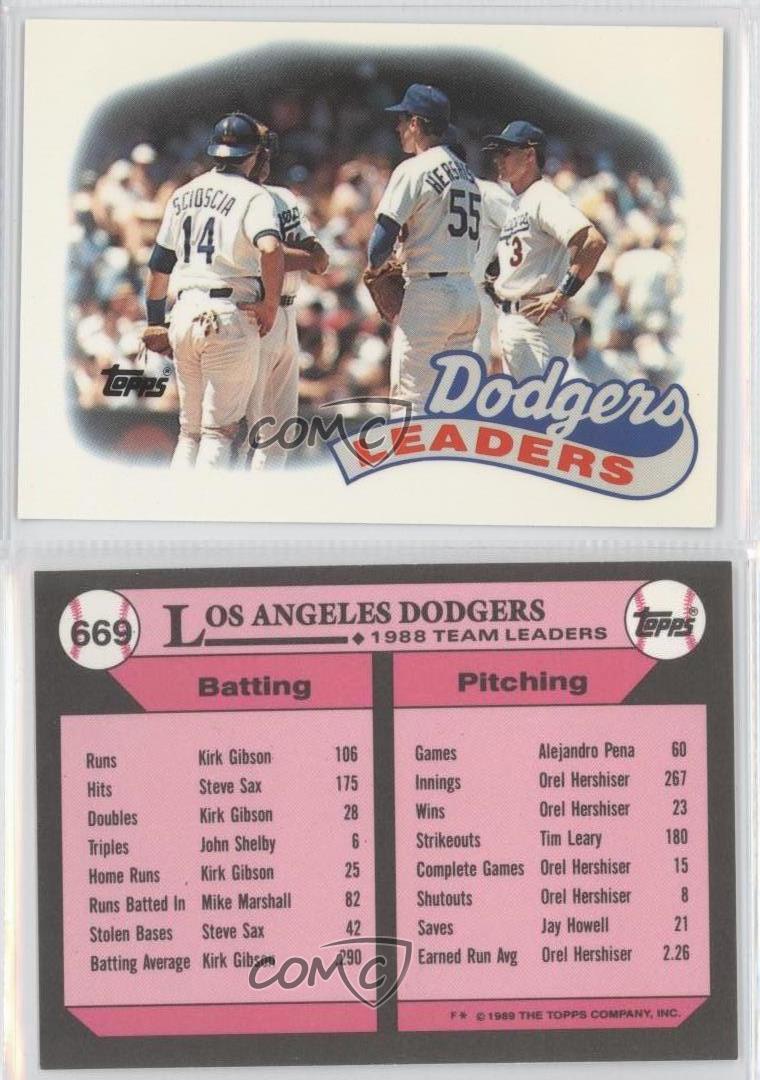 SCIOSCIA
14
HERSH
55
Dodgers
3
TOPPS®
Dodgers
LEADERS
COMC
669
LOS ANGELES DODGERS
◆ 1988 TEAM LEADERS
TOPPS®
Batting
Runs Kirk Gibson 106
Hits Steve Sax 175
Doubles Kirk Gibson 28
Triples John Shelby 6
Home Runs Kirk Gibson 25
Runs Batted In Mike Marshall 82
Stolen Bases Steve Sax 42
Batting Average Kirk Gibson .290
Pitching
Games Alejandro Pena 60
Innings Orel Hershiser 267
Wins Orel Hershiser 23
Strikeouts Tim Leary 180
Complete Games Orel Hershiser 15
Shutouts Orel Hershiser 8
Saves Jay Howell 21
Earned Run Avg Orel Hershiser 2.26
COMC
F* © 1989 THE TOPPS COMPANY, INC.